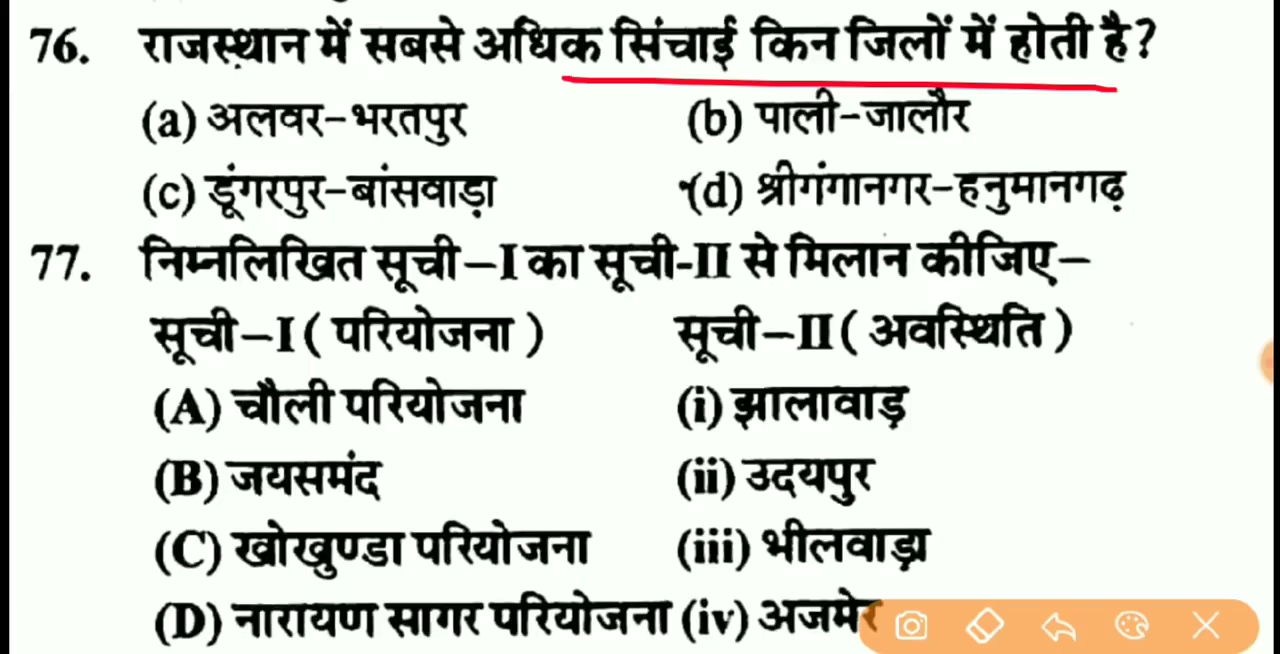 76. राजस्थान में सबसे अधिक सिंचाई किन जिलों में होती है?
(a) अलवर-भरतपुर (b) पाली-जालौर
(c) डूंगरपुर-बांसवाड़ा (d) श्रीगंगानगर-हनुमानगढ़
77. निम्नलिखित सूची-I का सूची-II से मिलान कीजिए-
सूची-I ( परियोजना ) सूची-II ( अवस्थिति )
(A) चौली परियोजना (i) झालावाड़
(B) जयसमंद (ii) उदयपुर
(C) खोखुण्डा परियोजना (iii) भीलवाड़ा
(D) नारायण सागर परियोजना (iv) अजमेर